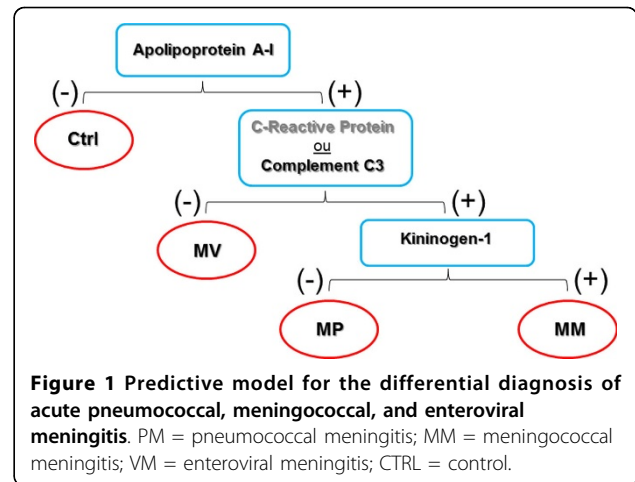 Apolipoprotein A-I
(-) (+)
Ctrl
C-Reactive Protein
ou
Complement C3
(-) (+)
MV
Kininogen-1
(-) (+)
MP MM
Figure 1 Predictive model for the differential diagnosis of
acute pneumococcal, meningococcal, and enteroviral
meningitis. PM = pneumococcal meningitis; MM = meningococcal
meningitis; VM = enteroviral meningitis; CTRL = control.